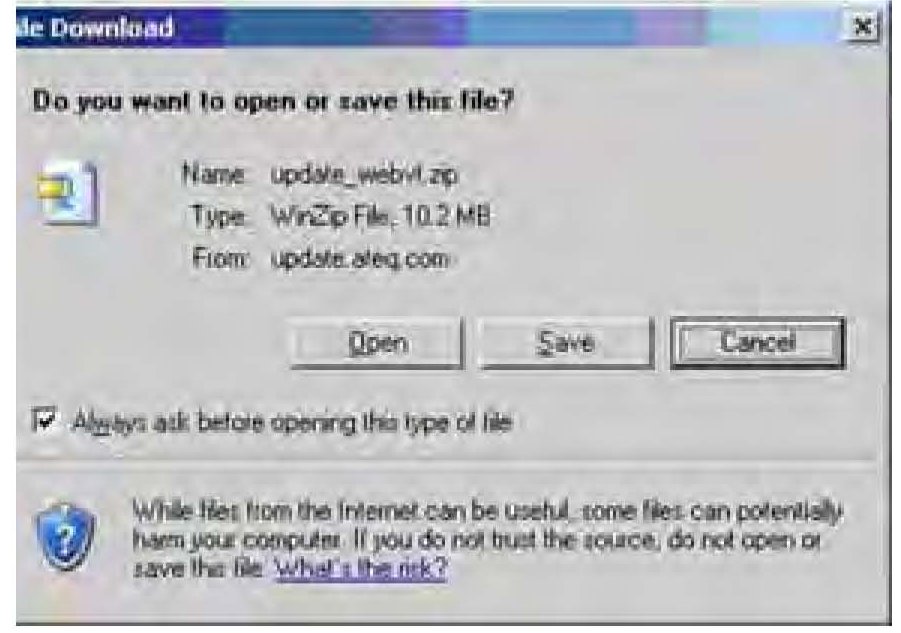 ile Download
Do you want to open or save this file?
Name: update_webvt.zip
Type: WinZip File, 10.2 MB
From: update.ateq.com
Open Save Cancel
Always ask before opening this type of file
While files from the Internet can be useful, some files can potentially
harm your computer. If you do not trust the source, do not open or
save this file. What's the risk?